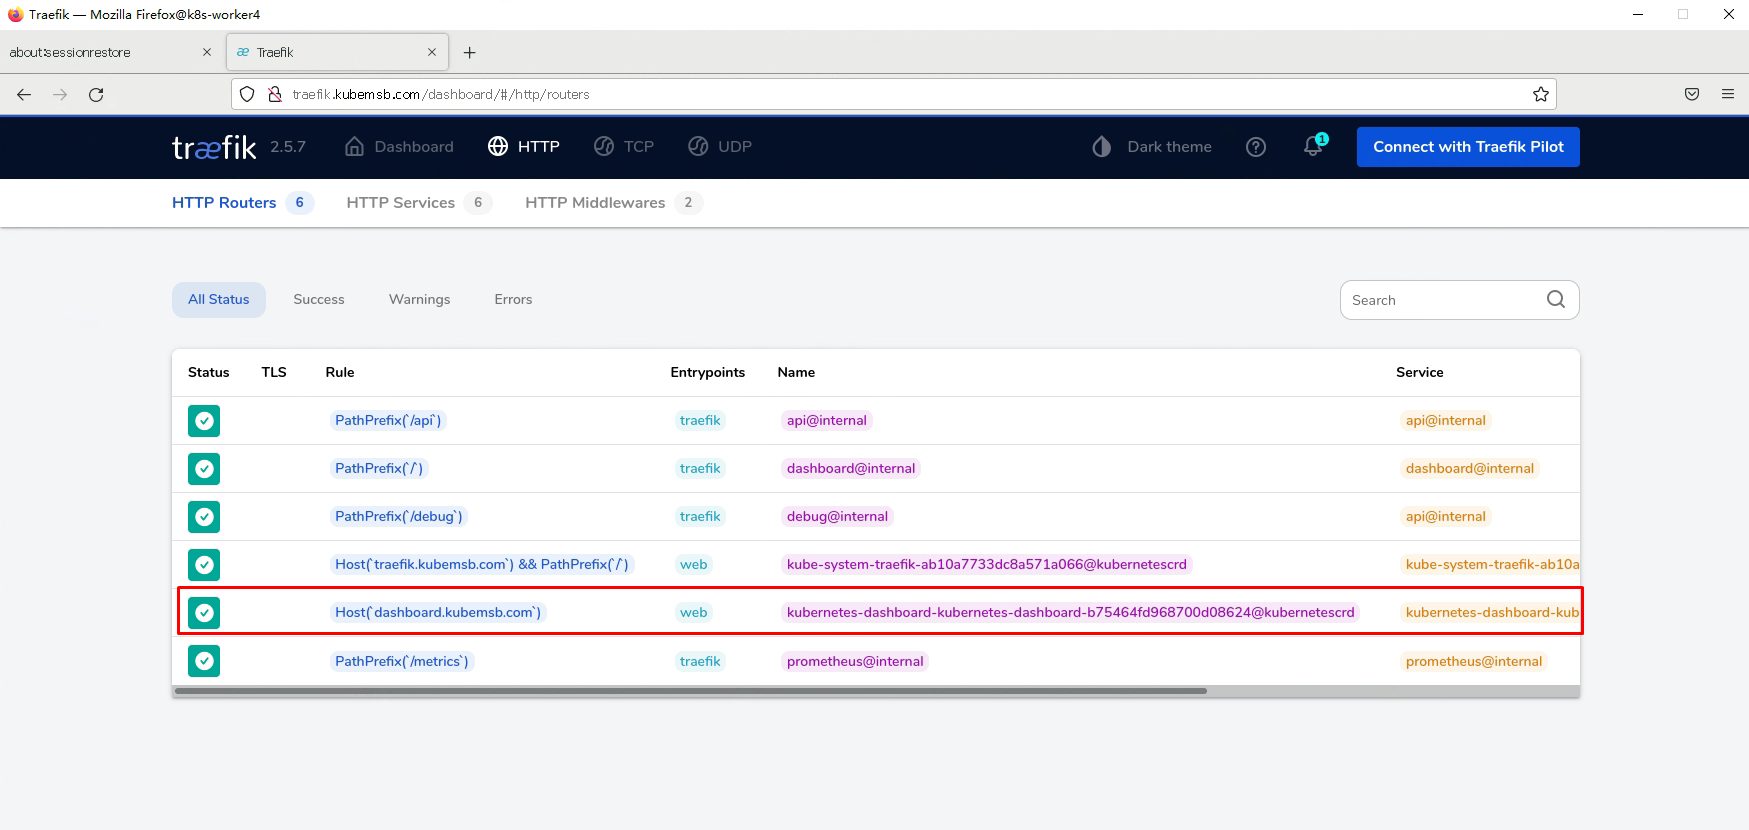 Traefik — Mozilla Firefox@k8s-worker4
about:sessionrestore
Traefik
traefik.kubemsb.com/dashboard/#/http/routers
træfik 2.5.7 Dashboard HTTP TCP UDP Dark theme 1 Connect with Traefik Pilot
HTTP Routers 6 HTTP Services 6 HTTP Middlewares 2
All Status Success Warnings Errors Search
Status TLS Rule Entrypoints Name Service
PathPrefix(`/api`) traefik api@internal api@internal
PathPrefix(`/`) traefik dashboard@internal dashboard@internal
PathPrefix(`/debug`) traefik debug@internal api@internal
Host(`traefik.kubemsb.com`) && PathPrefix(`/`) web kube-system-traefik-ab10a7733dc8a571a066@kubernetescrd kube-system-traefik-ab10a
Host(`dashboard.kubemsb.com`) web kubernetes-dashboard-kubernetes-dashboard-b75464fd968700d08624@kubernetescrd kubernetes-dashboard-kub
PathPrefix(`/metrics`) traefik prometheus@internal prometheus@internal